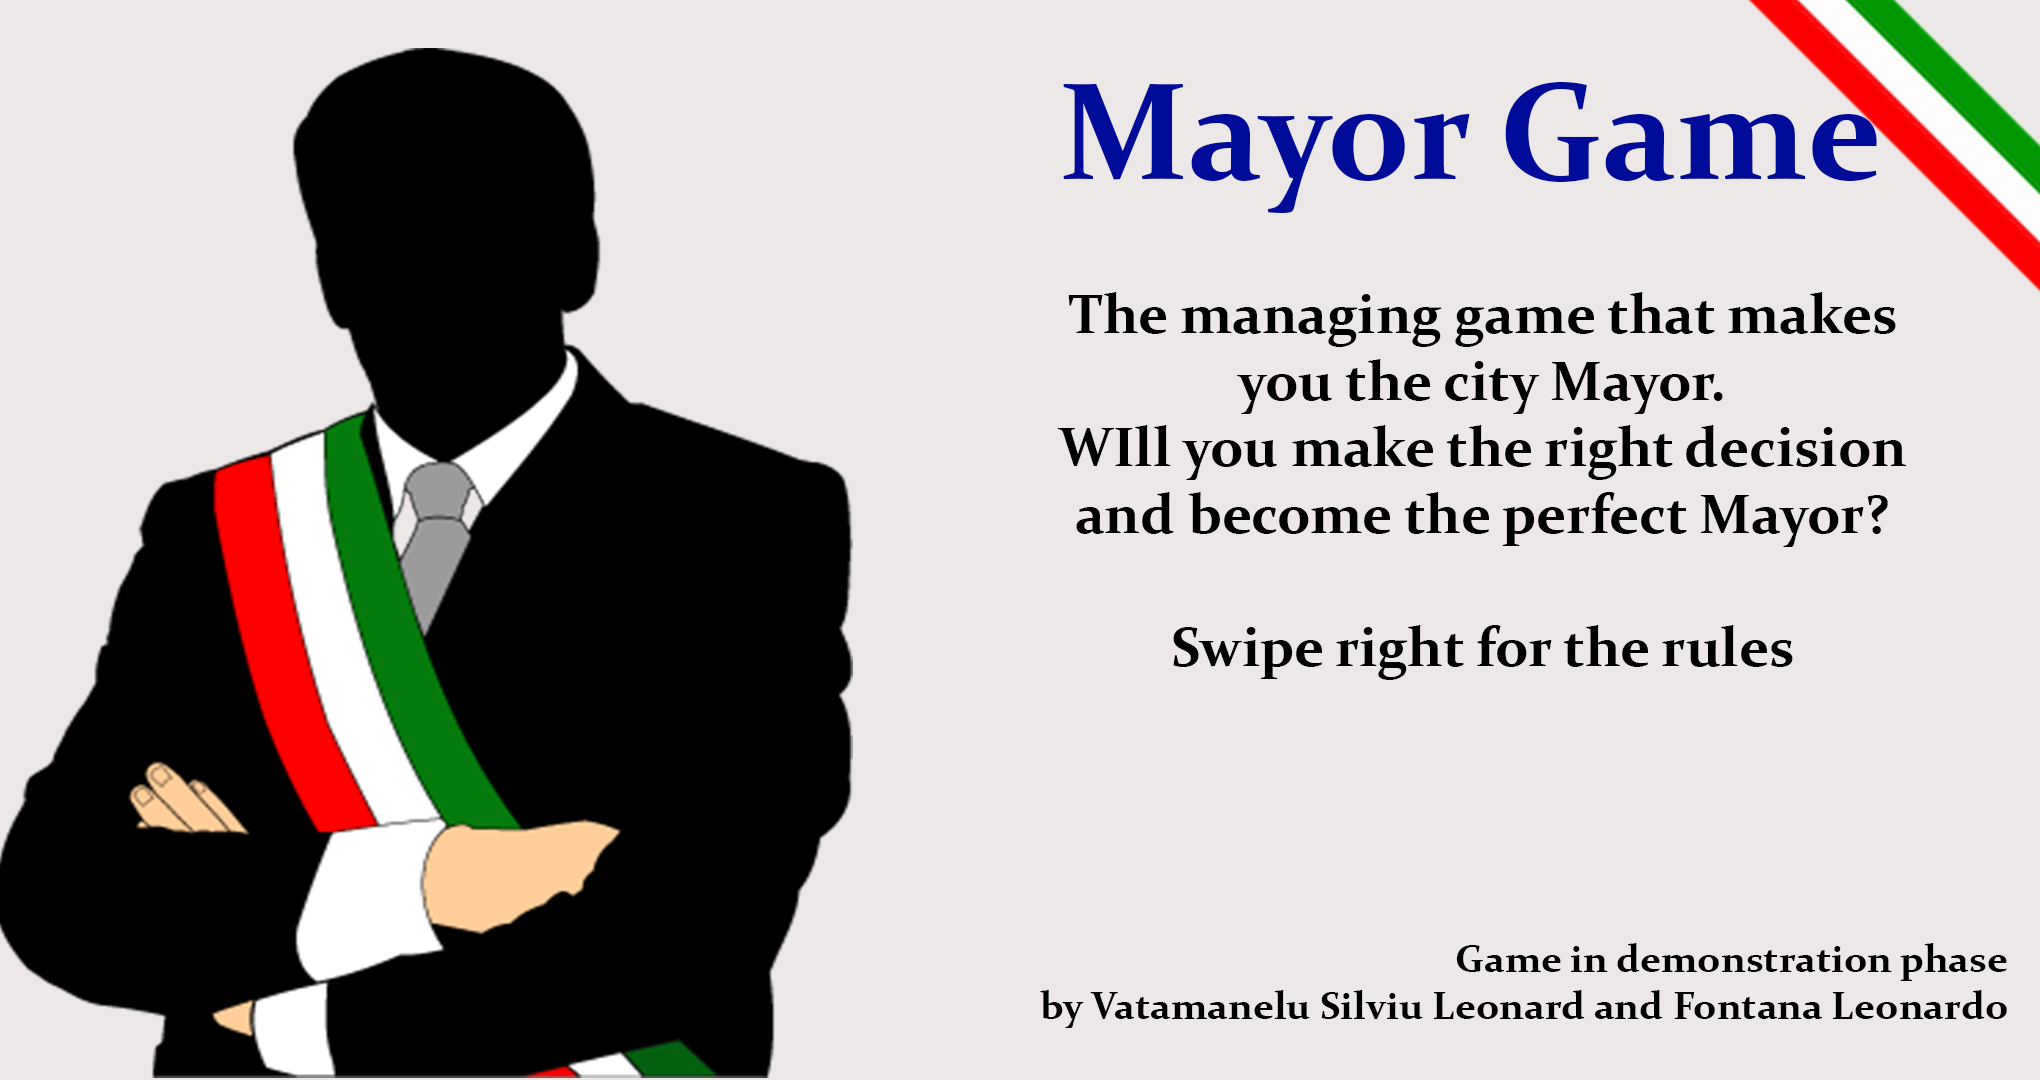 Mayor Game
The managing game that makes
you the city Mayor.
WIll you make the right decision
and become the perfect Mayor?
Swipe right for the rules
Game in demonstration phase
by Vatamanelu Silviu Leonard and Fontana Leonardo